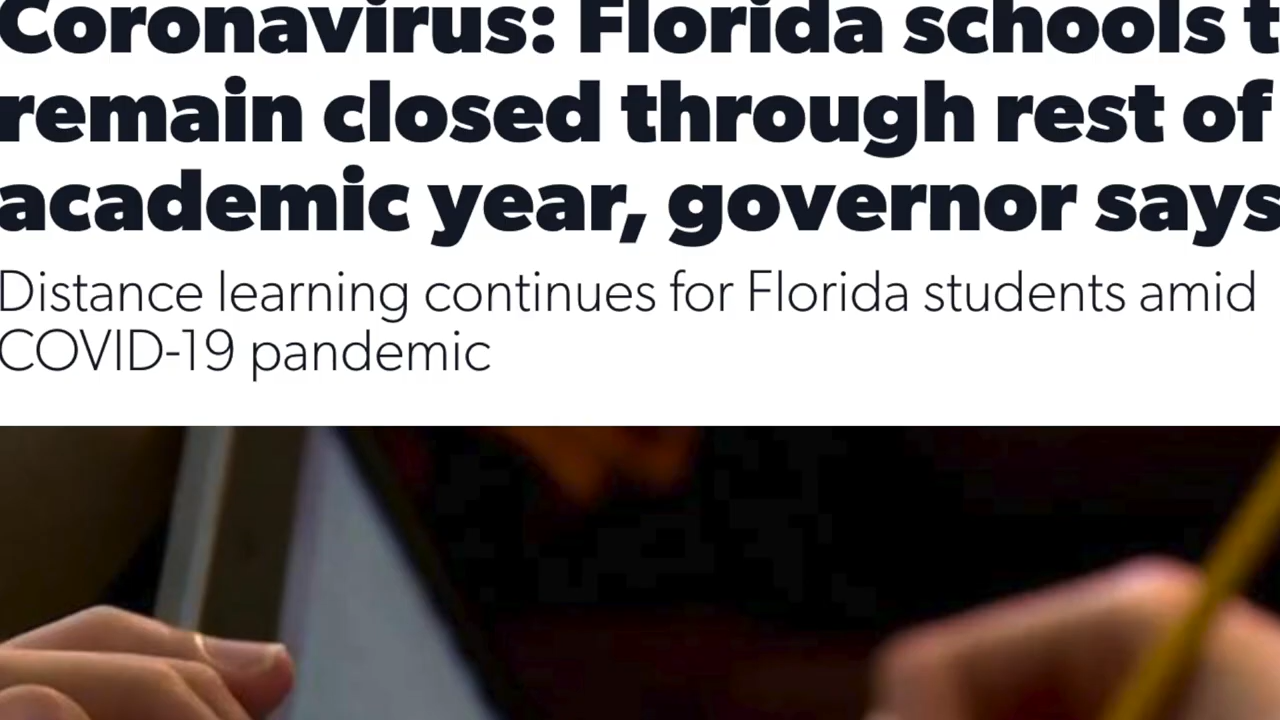 Coronavirus: Florida schools t
remain closed through rest of
academic year, governor says
Distance learning continues for Florida students amid
COVID-19 pandemic